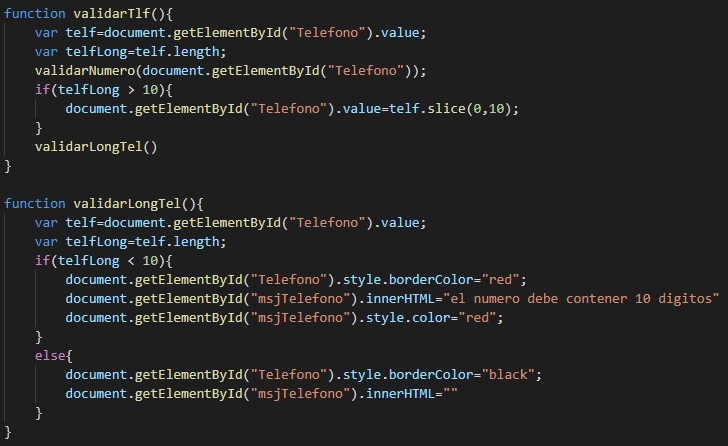 function validarTlf(){
    var telf=document.getElementById("Telefono").value;
    var telfLong=telf.length;
    validarNumero(document.getElementById("Telefono"));
    if(telfLong > 10){
        document.getElementById("Telefono").value=telf.slice(0,10);
    }
    validarLongTel()
}

function validarLongTel(){
    var telf=document.getElementById("Telefono").value;
    var telfLong=telf.length;
    if(telfLong < 10){
        document.getElementById("Telefono").style.borderColor="red";
        document.getElementById("msjTelefono").innerHTML="el numero debe contener 10 digitos"
        document.getElementById("msjTelefono").style.color="red";
    }
    else{
        document.getElementById("Telefono").style.borderColor="black";
        document.getElementById("msjTelefono").innerHTML=""
    }
}